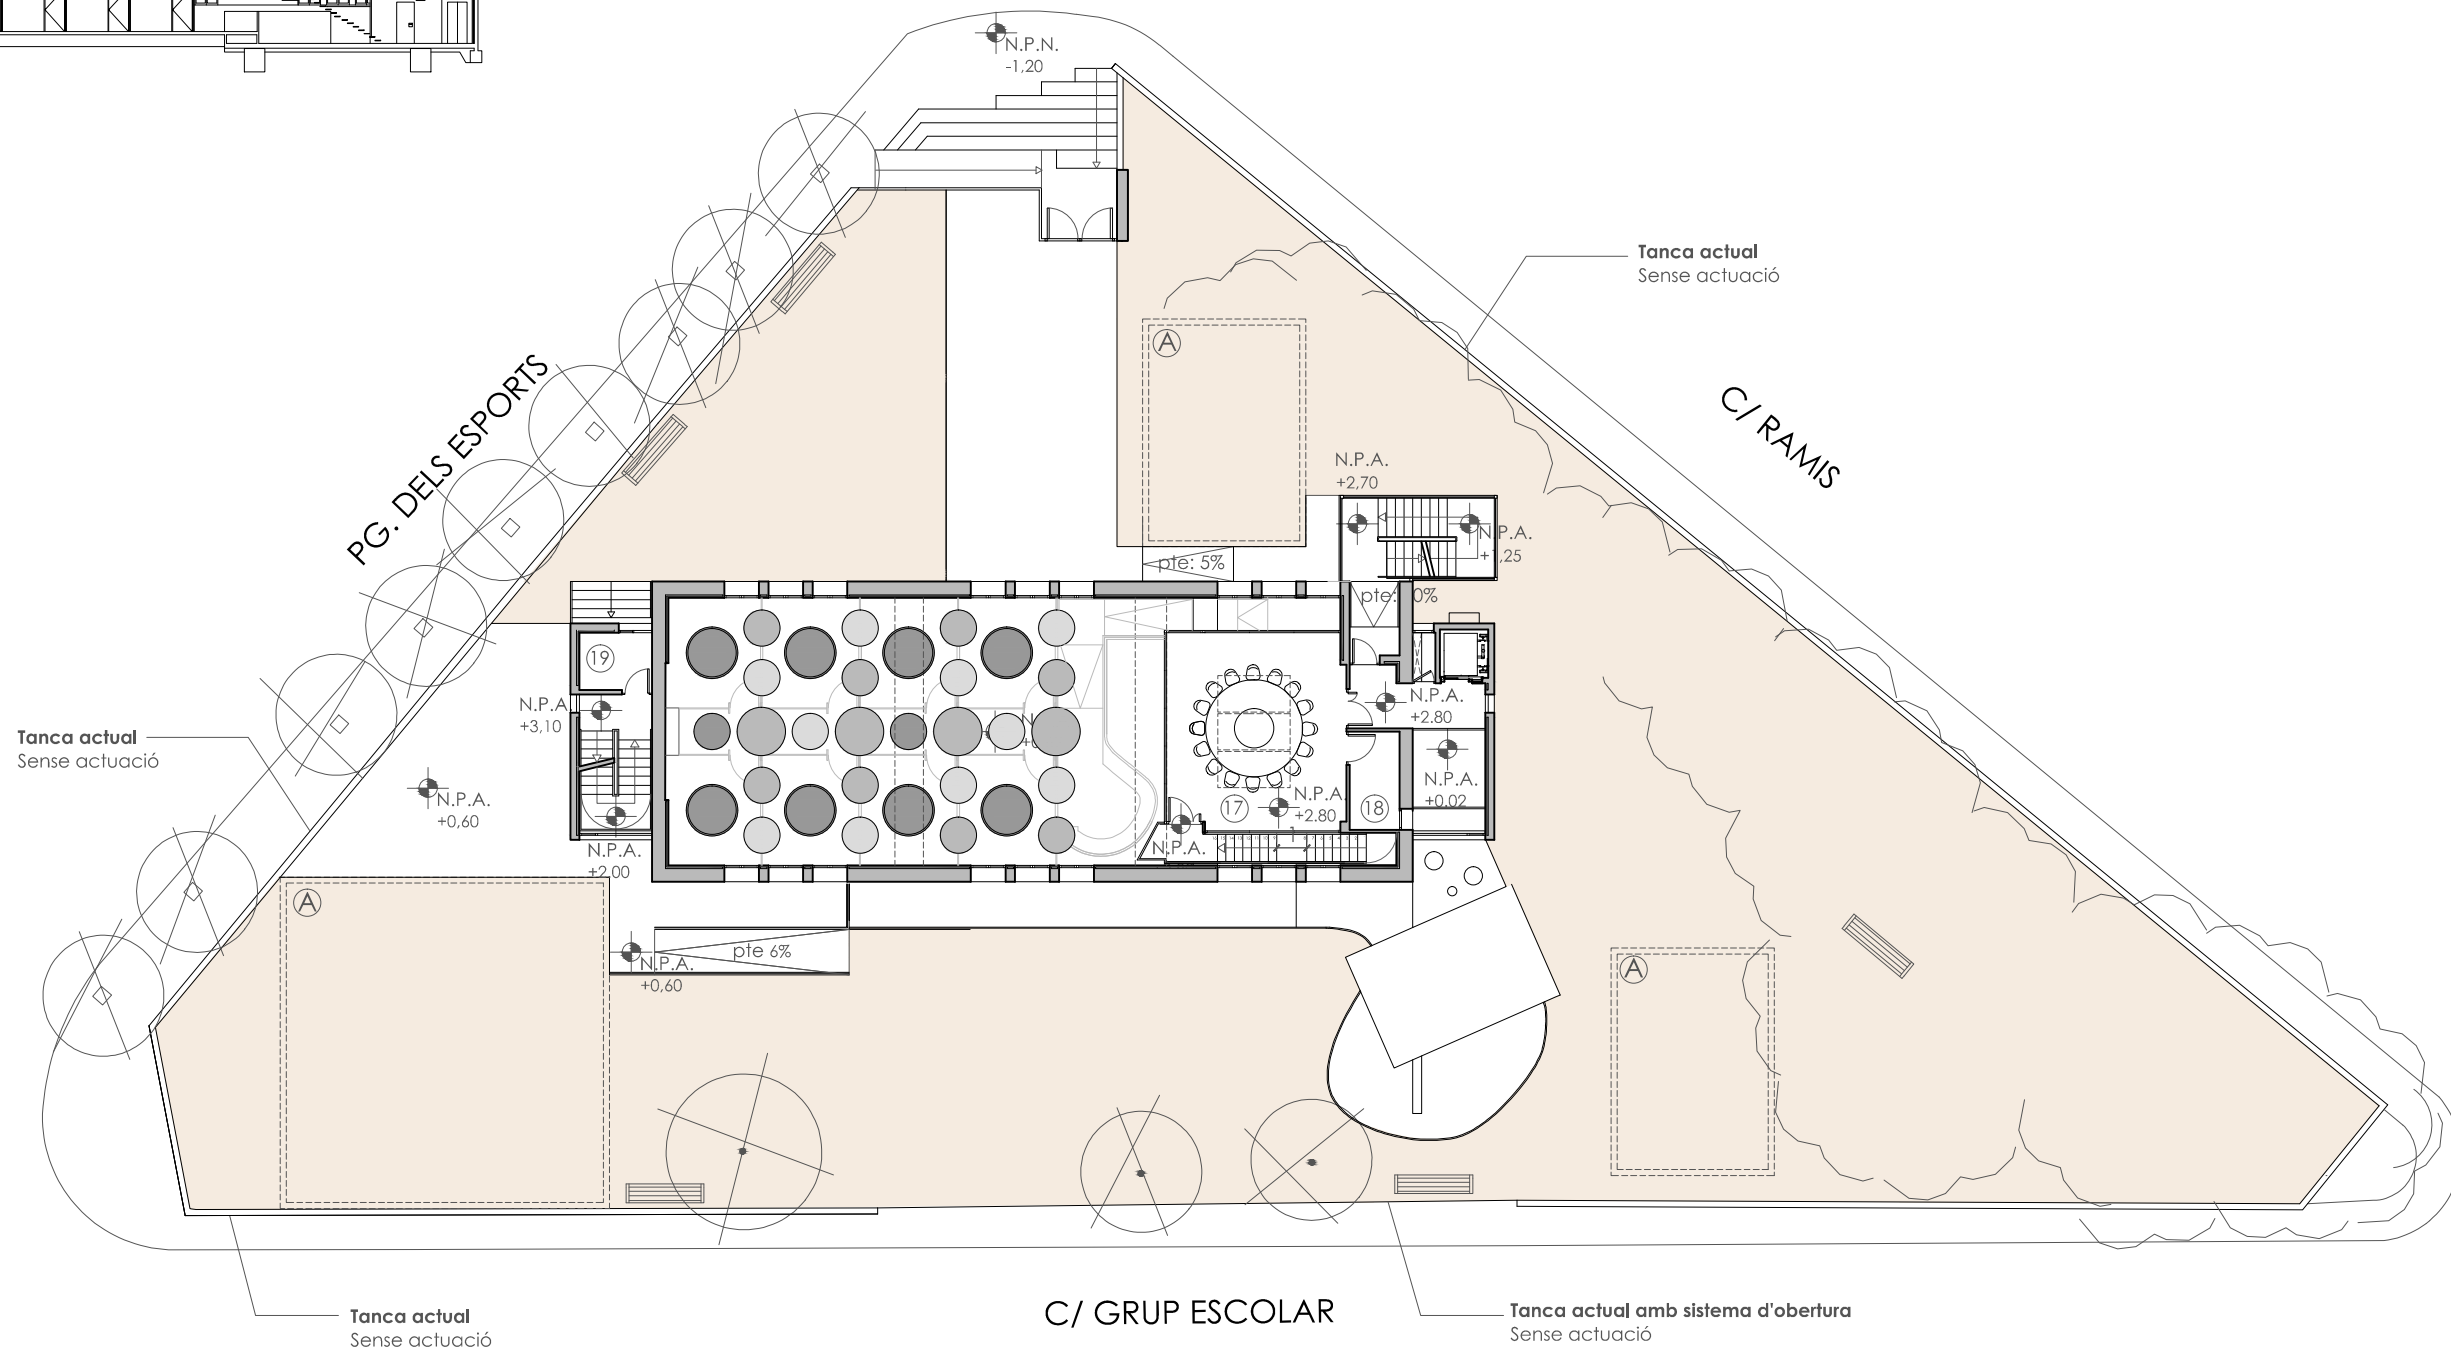 N.P.N.
-1,20
Tanca actual
Sense actuació
A
PG. DELS ESPORTS
C/ RAMIS
N.P.A.
+2,70
N.P.A.
+1,25
pte: 5%
19
N.P.A.
+3,10
N.P.A.
+2.80
Tanca actual
Sense actuació
N.P.A.
+0.02
N.P.A.
+0,60
17
N.P.A.
+2.80
18
N.P.A.
N.P.A.
+2,00
A
pte 6%
N.P.A.
+0,60
A
Tanca actual
Sense actuació
C/ GRUP ESCOLAR
Tanca actual amb sistema d'obertura
Sense actuació